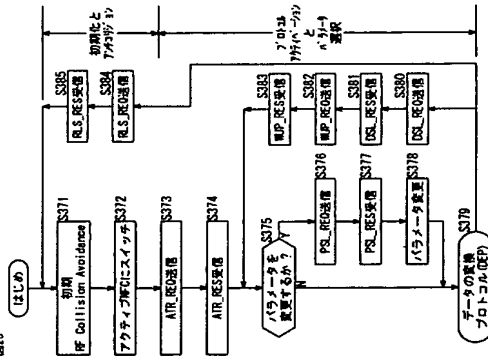 はじめ
S371
初期
RF Collision Avoidance
S372
アクティブNFCIにスイッチ
S373
ATR_REQ送信
S374
ATR_RES受信
S375
パラメータを
変更するか?
Y
N
S376
PSL_REQ送信
S377
PSL_RES受信
S378
パラメータ変更
S379
データの変換
プロトコル(DEP)
S380
DSL_REQ送信
S381
DSL_RES受信
S382
WUP_REQ送信
S383
WUP_RES受信
S384
RLS_REQ送信
S385
RLS_RES受信
初期化と
アンチコリジョン
プロトコル
アクティベーション
と
パラメータ
選択